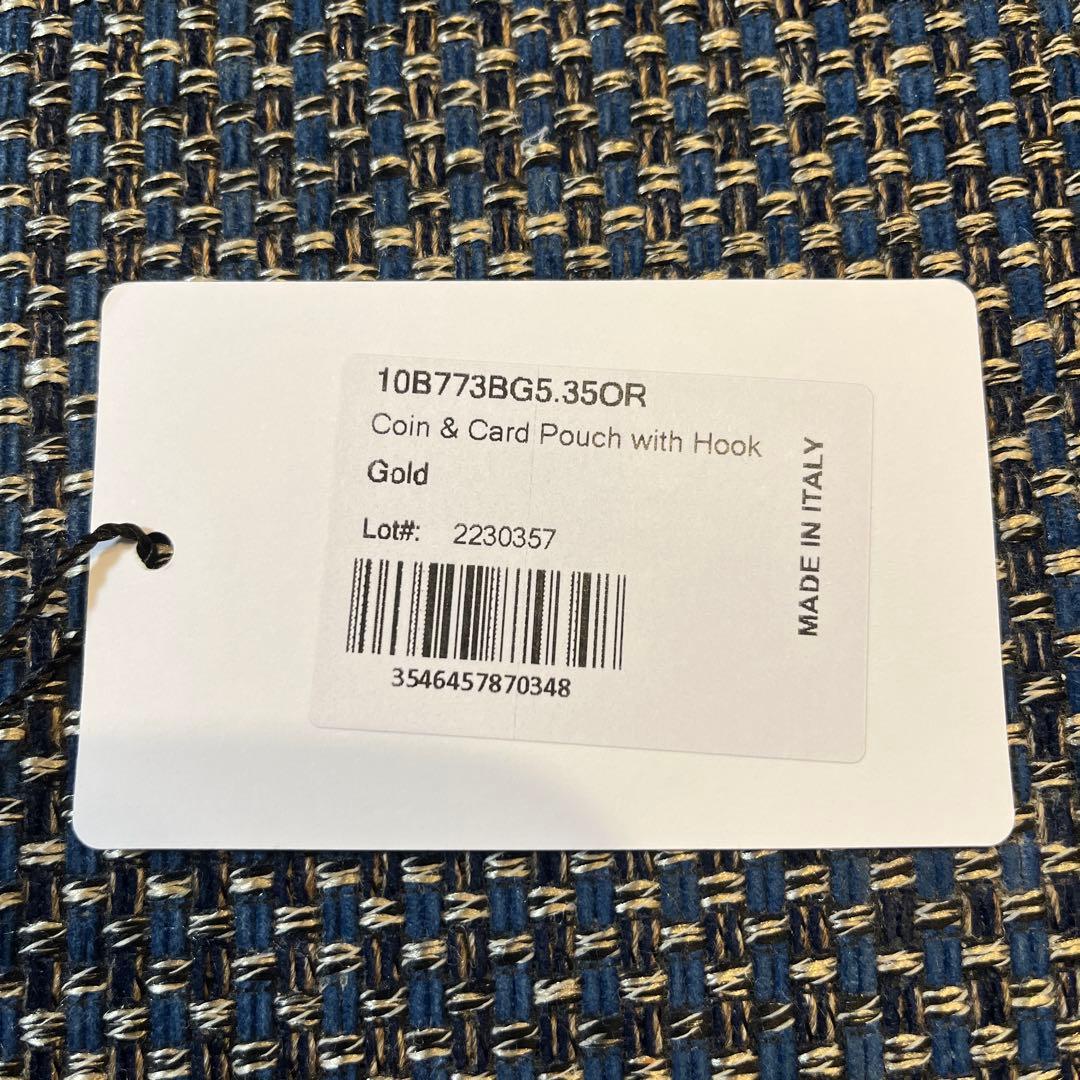 10B773BG5.35OR
Coin & Card Pouch with Hook
Gold
Lot#: 2230357
3546457870348
MADE IN ITALY